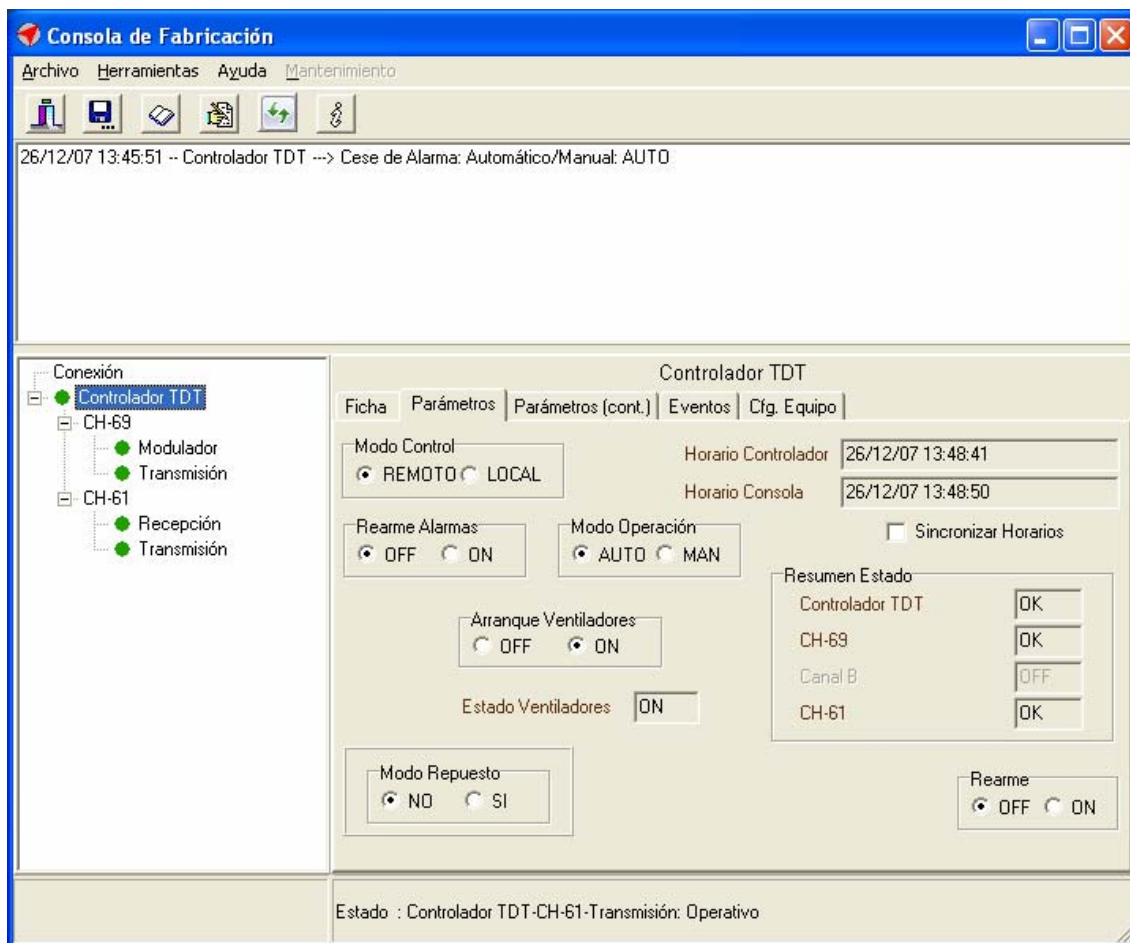 Consola de Fabricación
Archivo Herramientas Ayuda Mantenimiento
26/12/07 13:45:51 -- Controlador TDT ---> Cese de Alarma: Automático/Manual: AUTO
Conexión
Controlador TDT
CH-69
Modulador
Transmisión
CH-61
Recepción
Transmisión
Controlador TDT
Ficha Parámetros Parámetros (cont.) Eventos Cfg. Equipo
Modo Control
REMOTO LOCAL
Horario Controlador 26/12/07 13:48:41
Horario Consola 26/12/07 13:48:50
Sincronizar Horarios
Rearme Alarmas
OFF ON
Modo Operación
AUTO MAN
Arranque Ventiladores
OFF ON
Estado Ventiladores ON
Resumen Estado
Controlador TDT OK
CH-69 OK
Canal B OFF
CH-61 OK
Modo Repuesto
NO SI
Rearme
OFF ON
Estado : Controlador TDT-CH-61-Transmisión: Operativo